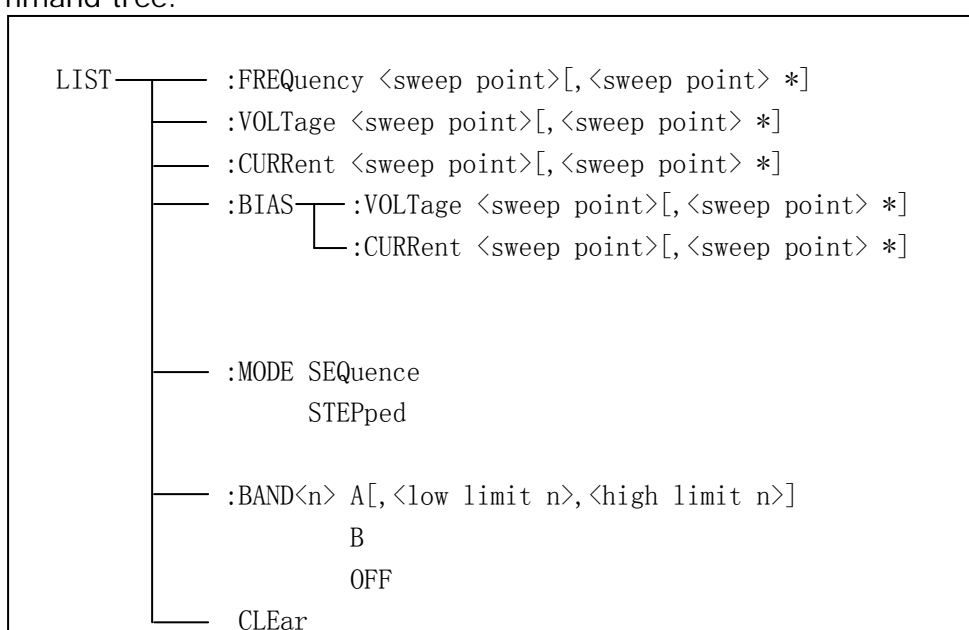 mmand tree:
LIST :FREQuency <sweep point>[,<sweep point> *]
:VOLTage <sweep point>[,<sweep point> *]
:CURRent <sweep point>[,<sweep point> *]
:BIAS :VOLTage <sweep point>[,<sweep point> *]
:CURRent <sweep point>[,<sweep point> *]
:MODE SEQuence
STEPped
:BAND<n> A[,<low limit n>,<high limit n>]
B
OFF
CLEar